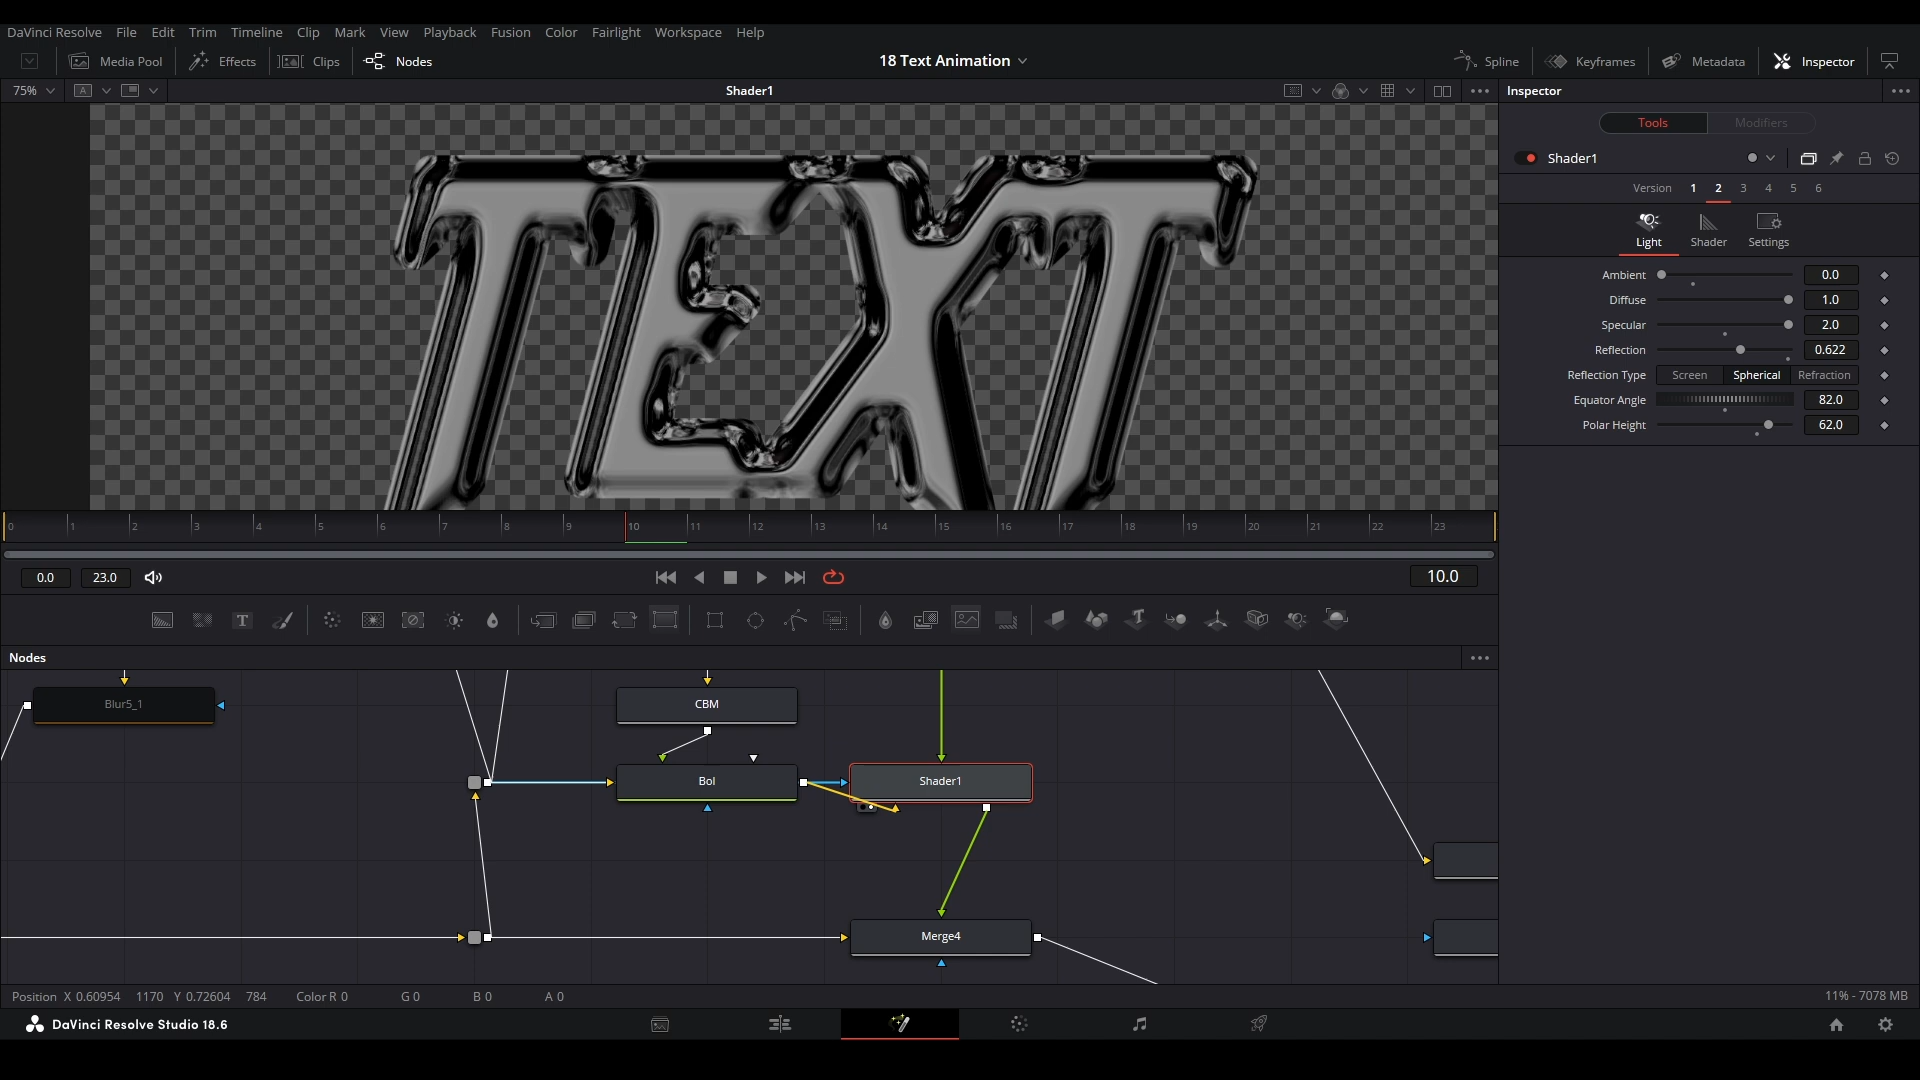 DaVinci Resolve File Edit Trim Timeline Clip Mark View Playback Fusion Color Fairlight Workspace Help
Media Pool Effects Clips Nodes 18 Text Animation Spline Keyframes Metadata Inspector
75% A Shader1 Inspector
Tools Modifiers
Shader1
Version 1 2 3 4 5 6
Light Shader Settings
Ambient 0.0
Diffuse 1.0
Specular 2.0
Reflection 0.622
Reflection Type Screen Spherical Refraction
Equator Angle 82.0
Polar Height 62.0
TEXT
0 1 2 3 4 5 6 7 8 9 10 11 12 13 14 15 16 17 18 19 20 21 22 23
0.0 23.0 10.0
T T
Nodes
Blur5_1 CBM
Bol Shader1
Merge4
Position X 0.60954 1170 Y 0.72604 784 Color R 0 G 0 B 0 A 0 11% - 7078 MB
DaVinci Resolve Studio 18.6